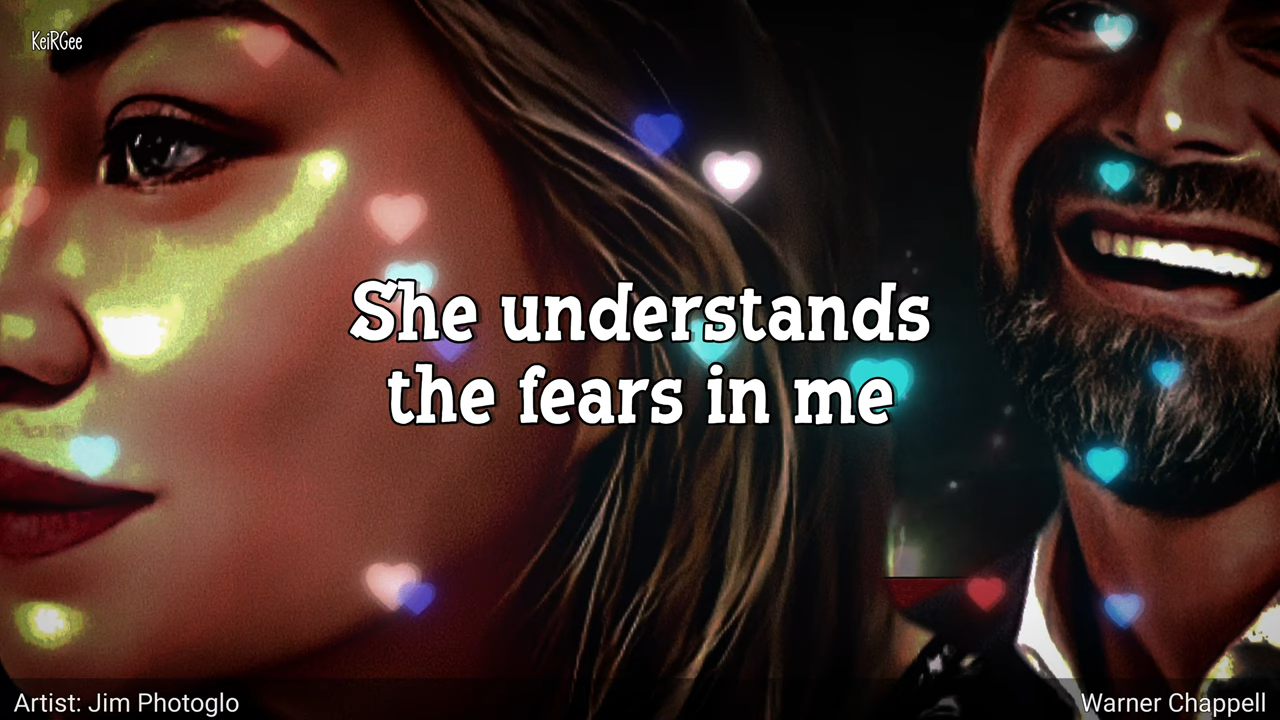 KeiRGee
She understands
the fears in me
Artist: Jim Photoglo
Warner Chappell